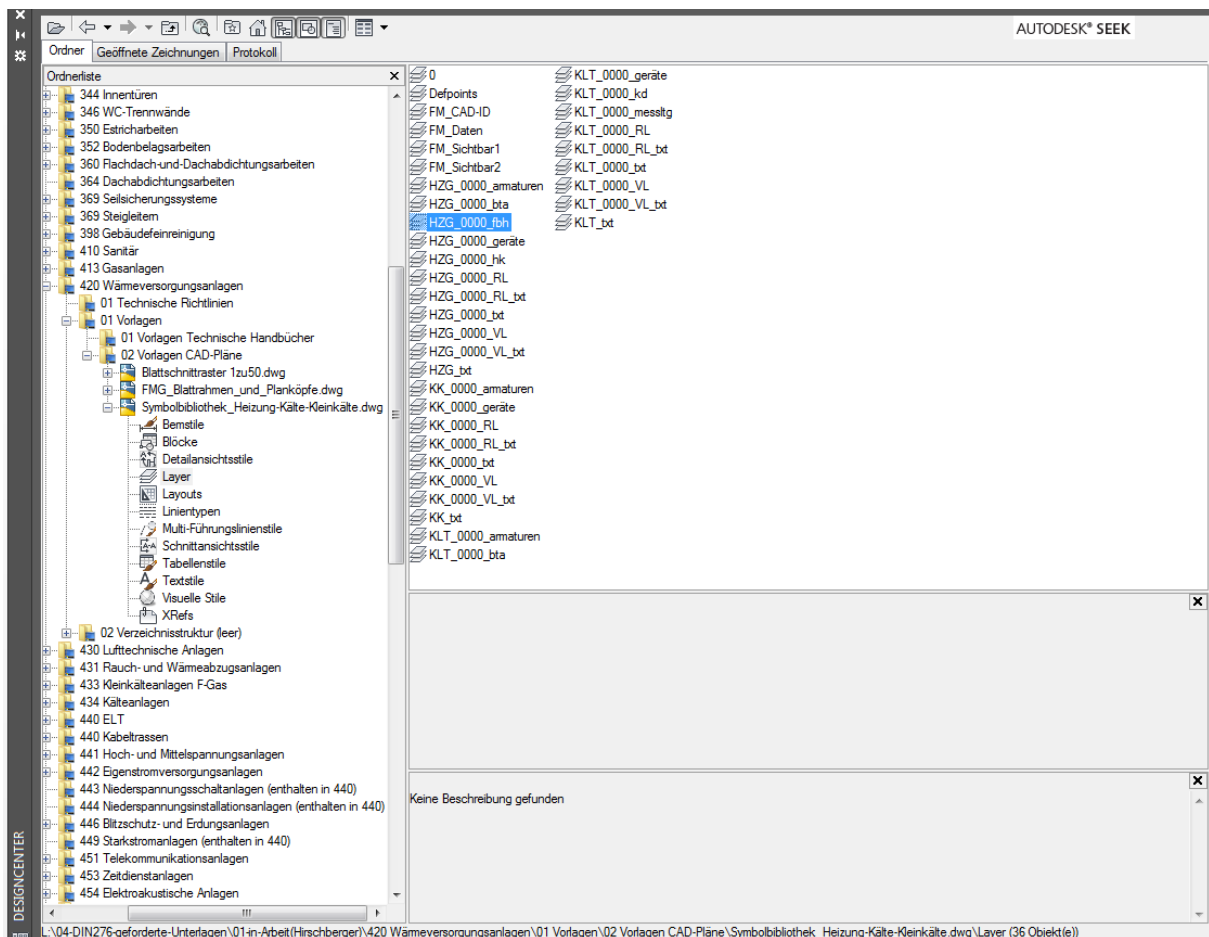 AUTODESK® SEEK
Ordner Geöffnete Zeichnungen Protokoll
Ordnerliste
344 Innentüren
346 WC-Trennwände
350 Estricharbeiten
352 Bodenbelagsarbeiten
360 Flachdach-und-Dachabdichtungsarbeiten
364 Dachabdichtungsarbeiten
369 Seilsicherungssysteme
369 Steigleitern
398 Gebäudefeinreinigung
410 Sanitär
413 Gasanlagen
420 Wärmeversorgungsanlagen
01 Technische Richtlinien
01 Vorlagen
01 Vorlagen Technische Handbücher
02 Vorlagen CAD-Pläne
Blattschnittraster 1zu50.dwg
FMG_Blattrahmen_und_Planköpfe.dwg
Symbolbibliothek_Heizung-Kälte-Kleinkälte.dwg
Bemstile
Blöcke
Detailansichtsstile
Layer
Layouts
Linientypen
Multi-Führungslinienstile
Schnittansichtsstile
Tabellenstile
Textstile
Visuelle Stile
XRefs
02 Verzeichnisstruktur (leer)
430 Lufttechnische Anlagen
431 Rauch- und Wärmeabzugsanlagen
433 Kleinkälteanlagen F-Gas
434 Kälteanlagen
440 ELT
440 Kabeltrassen
441 Hoch- und Mittelspannungsanlagen
442 Eigenstromversorgungsanlagen
443 Niederspannungsschaltanlagen (enthalten in 440)
444 Niederspannungsinstallationsanlagen (enthalten in 440)
446 Blitzschutz- und Erdungsanlagen
449 Starkstromanlagen (enthalten in 440)
451 Telekommunikationsanlagen
453 Zeitdienstanlagen
454 Elektroakustische Anlagen
0
Defpoints
FM_CAD-ID
FM_Daten
FM_Sichtbar1
FM_Sichtbar2
HZG_0000_armaturen
HZG_0000_bta
HZG_0000_fbh
HZG_0000_geräte
HZG_0000_hk
HZG_0000_RL
HZG_0000_RL_txt
HZG_0000_txt
HZG_0000_VL
HZG_0000_VL_txt
HZG_txt
KK_0000_armaturen
KK_0000_geräte
KK_0000_RL
KK_0000_RL_txt
KK_0000_txt
KK_0000_VL
KK_0000_VL_txt
KK_txt
KLT_0000_armaturen
KLT_0000_bta
KLT_0000_geräte
KLT_0000_kd
KLT_0000_messltg
KLT_0000_RL
KLT_0000_RL_txt
KLT_0000_txt
KLT_0000_VL
KLT_0000_VL_txt
KLT_txt
Keine Beschreibung gefunden
DESIGNCENTER
L:\04-DIN276-geforderte-Unterlagen\01-in-Arbeit(Hirschberger)\420 Wärmeversorgungsanlagen\01 Vorlagen\02 Vorlagen CAD-Pläne\Symbolbibliothek_Heizung-Kälte-Kleinkälte.dwg\Layer (36 Objekt(e))